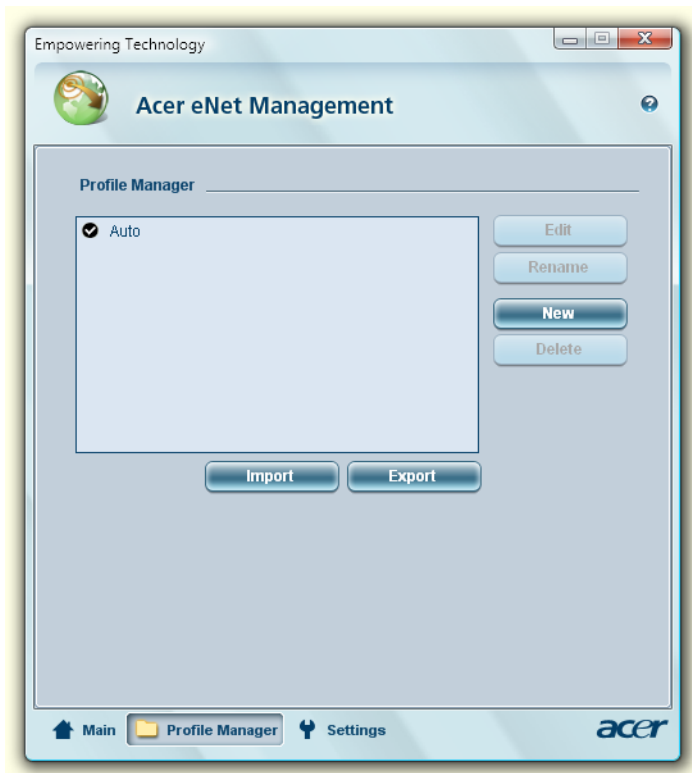 Empowering Technology
Acer eNet Management
Profile Manager
Auto
Edit
Rename
New
Delete
Import Export
Main Profile Manager Settings acer